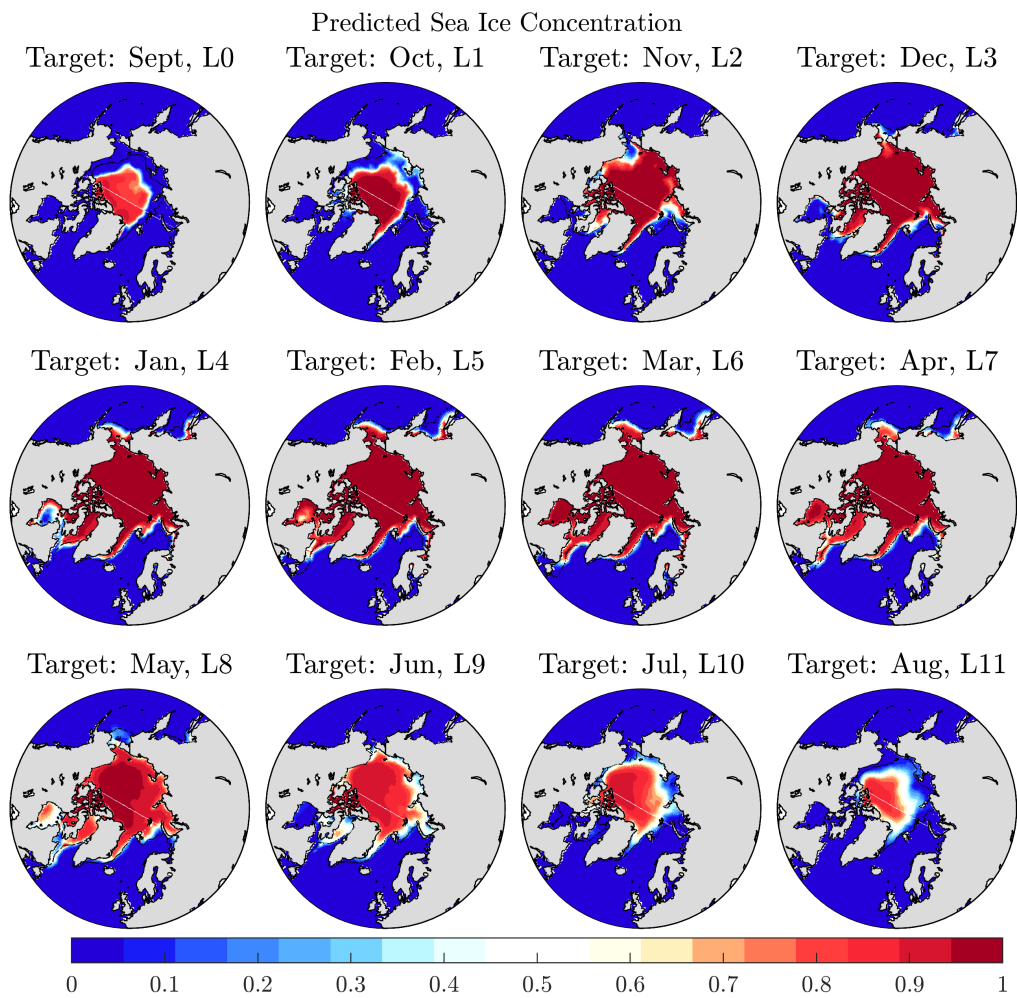 Predicted Sea Ice Concentration
Target: Sept, L0
Target: Oct, L1
Target: Nov, L2
Target: Dec, L3
Target: Jan, L4
Target: Feb, L5
Target: Mar, L6
Target: Apr, L7
Target: May, L8
Target: Jun, L9
Target: Jul, L10
Target: Aug, L11
0 0.1 0.2 0.3 0.4 0.5 0.6 0.7 0.8 0.9 1